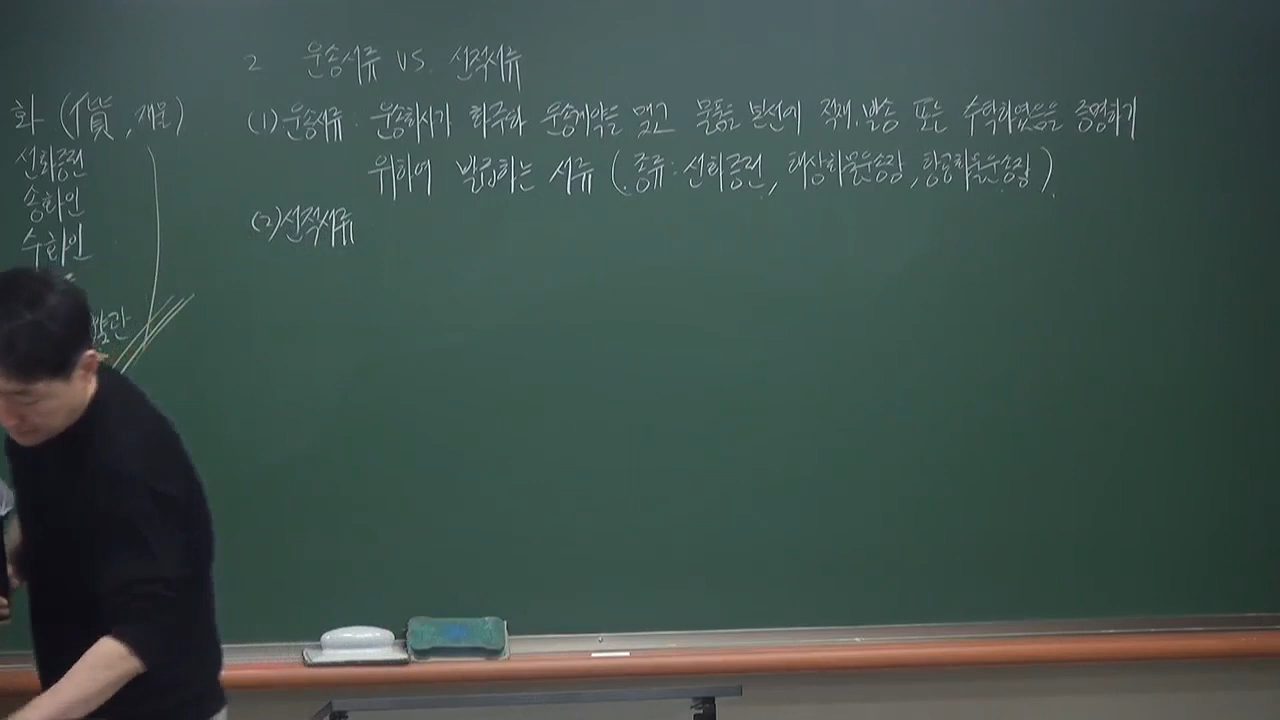 화 (貨, 재물)
선화증권
송화인
수화인
2 운송서류 VS. 선적서류
(1) 운송서류 : 운송회사가 화주와 운송계약을 맺고 물품을 본선에 적재, 발송 또는 수탁하였음을 증명하기
위하여 발급하는 서류 (종류 : 선화증권, 해상화물운송장, 항공화물운송장).
(2) 선적서류